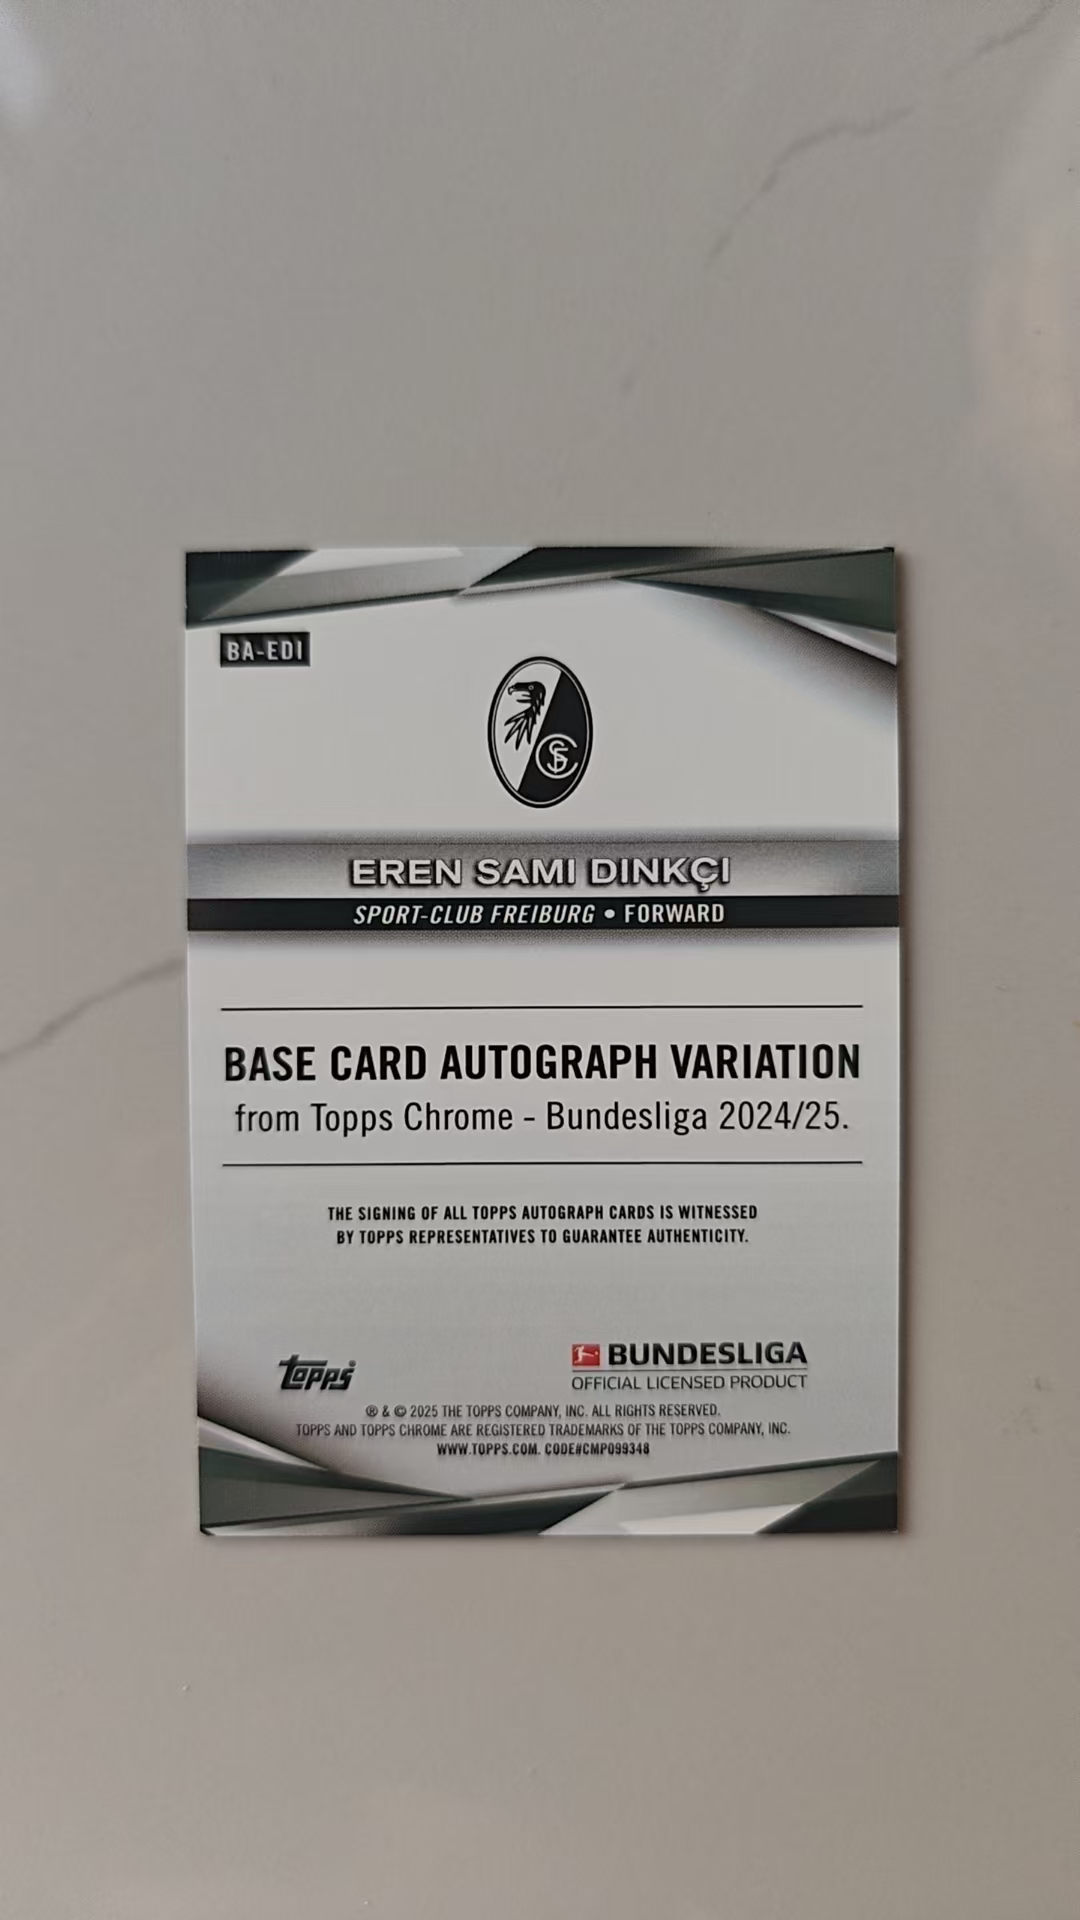 BA-EDI
SC
F
EREN SAMI DINKÇI
SPORT-CLUB FREIBURG • FORWARD
BASE CARD AUTOGRAPH VARIATION
from Topps Chrome - Bundesliga 2024/25.
THE SIGNING OF ALL TOPPS AUTOGRAPH CARDS IS WITNESSED
BY TOPPS REPRESENTATIVES TO GUARANTEE AUTHENTICITY.
topps
BUNDESLIGA
OFFICIAL LICENSED PRODUCT
® & © 2025 THE TOPPS COMPANY, INC. ALL RIGHTS RESERVED.
TOPPS AND TOPPS CHROME ARE REGISTERED TRADEMARKS OF THE TOPPS COMPANY, INC.
WWW.TOPPS.COM. CODE#CMP099348